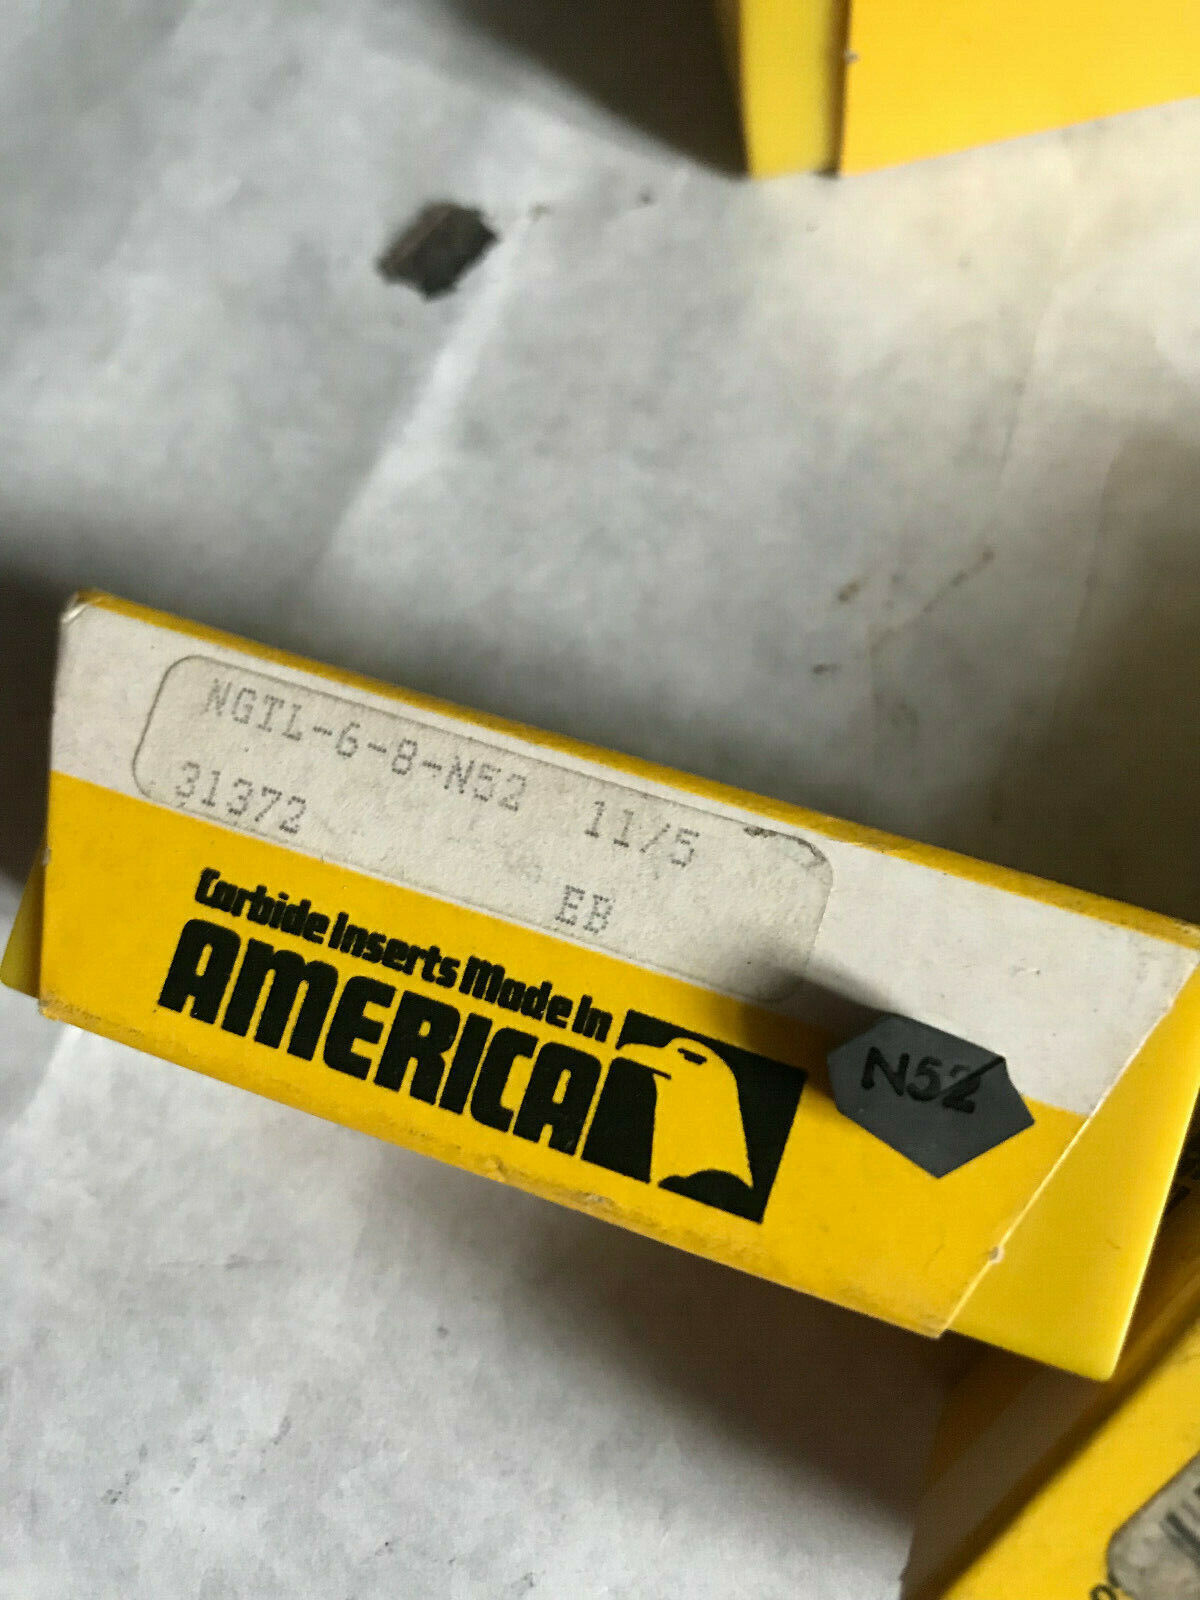 NGTL-6-8-N52 11/5
31372
EB
Carbide Inserts Made In
AMERICA
N52